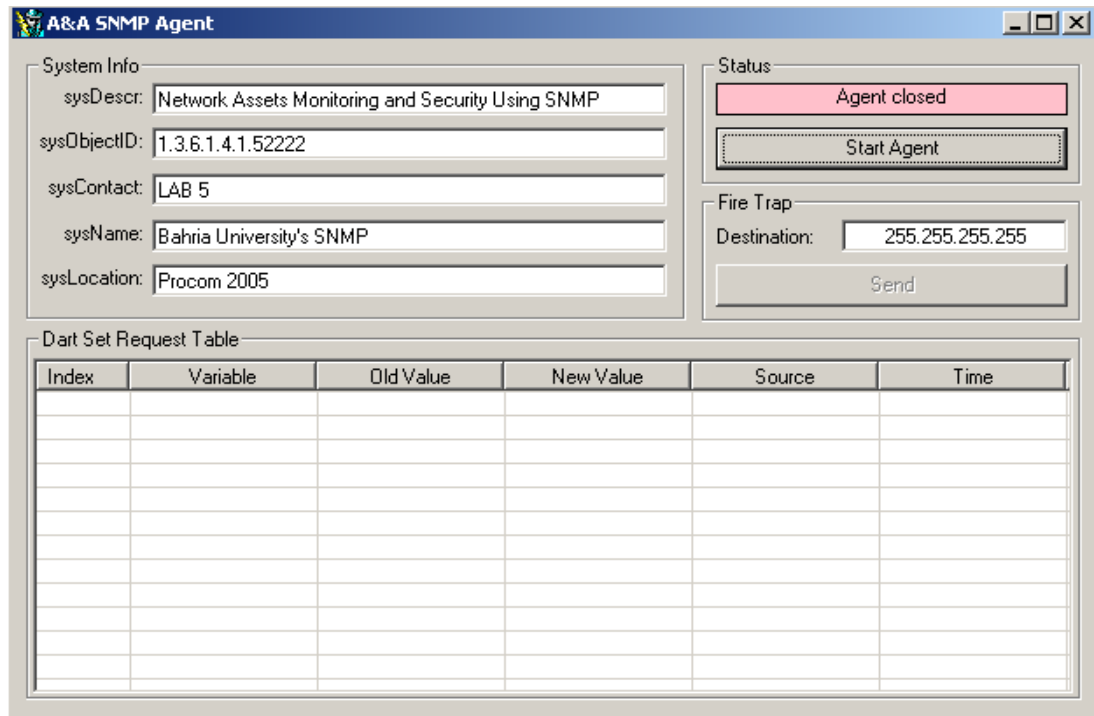 A&A SNMP Agent
System Info
sysDescr: Network Assets Monitoring and Security Using SNMP
sysObjectID: 1.3.6.1.4.1.52222
sysContact: LAB 5
sysName: Bahria University's SNMP
sysLocation: Procom 2005
Status
Agent closed
Start Agent
Fire Trap
Destination: 255.255.255.255
Send
Dart Set Request Table
Index Variable Old Value New Value Source Time